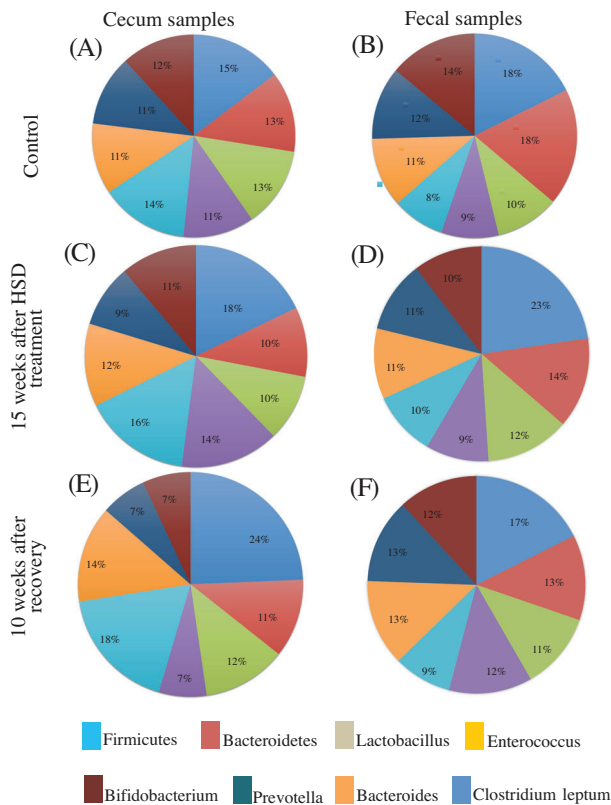 Cecum samples
Fecal samples
(A)
(B)
Control
12%
15%
11%
13%
11%
13%
14%
11%
14%
18%
12%
18%
11%
10%
8%
9%
(C)
(D)
15 weeks after HSD
treatment
11%
18%
9%
10%
12%
10%
16%
14%
10%
23%
11%
14%
11%
12%
10%
9%
(E)
(F)
10 weeks after
recovery
7%
7%
24%
14%
11%
18%
12%
7%
12%
17%
13%
13%
13%
11%
9%
12%
Firmicutes
Bacteroidetes
Lactobacillus
Enterococcus
Bifidobacterium
Prevotella
Bacteroides
Clostridium leptum